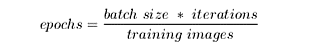 epochs = batch size * iterations / training images